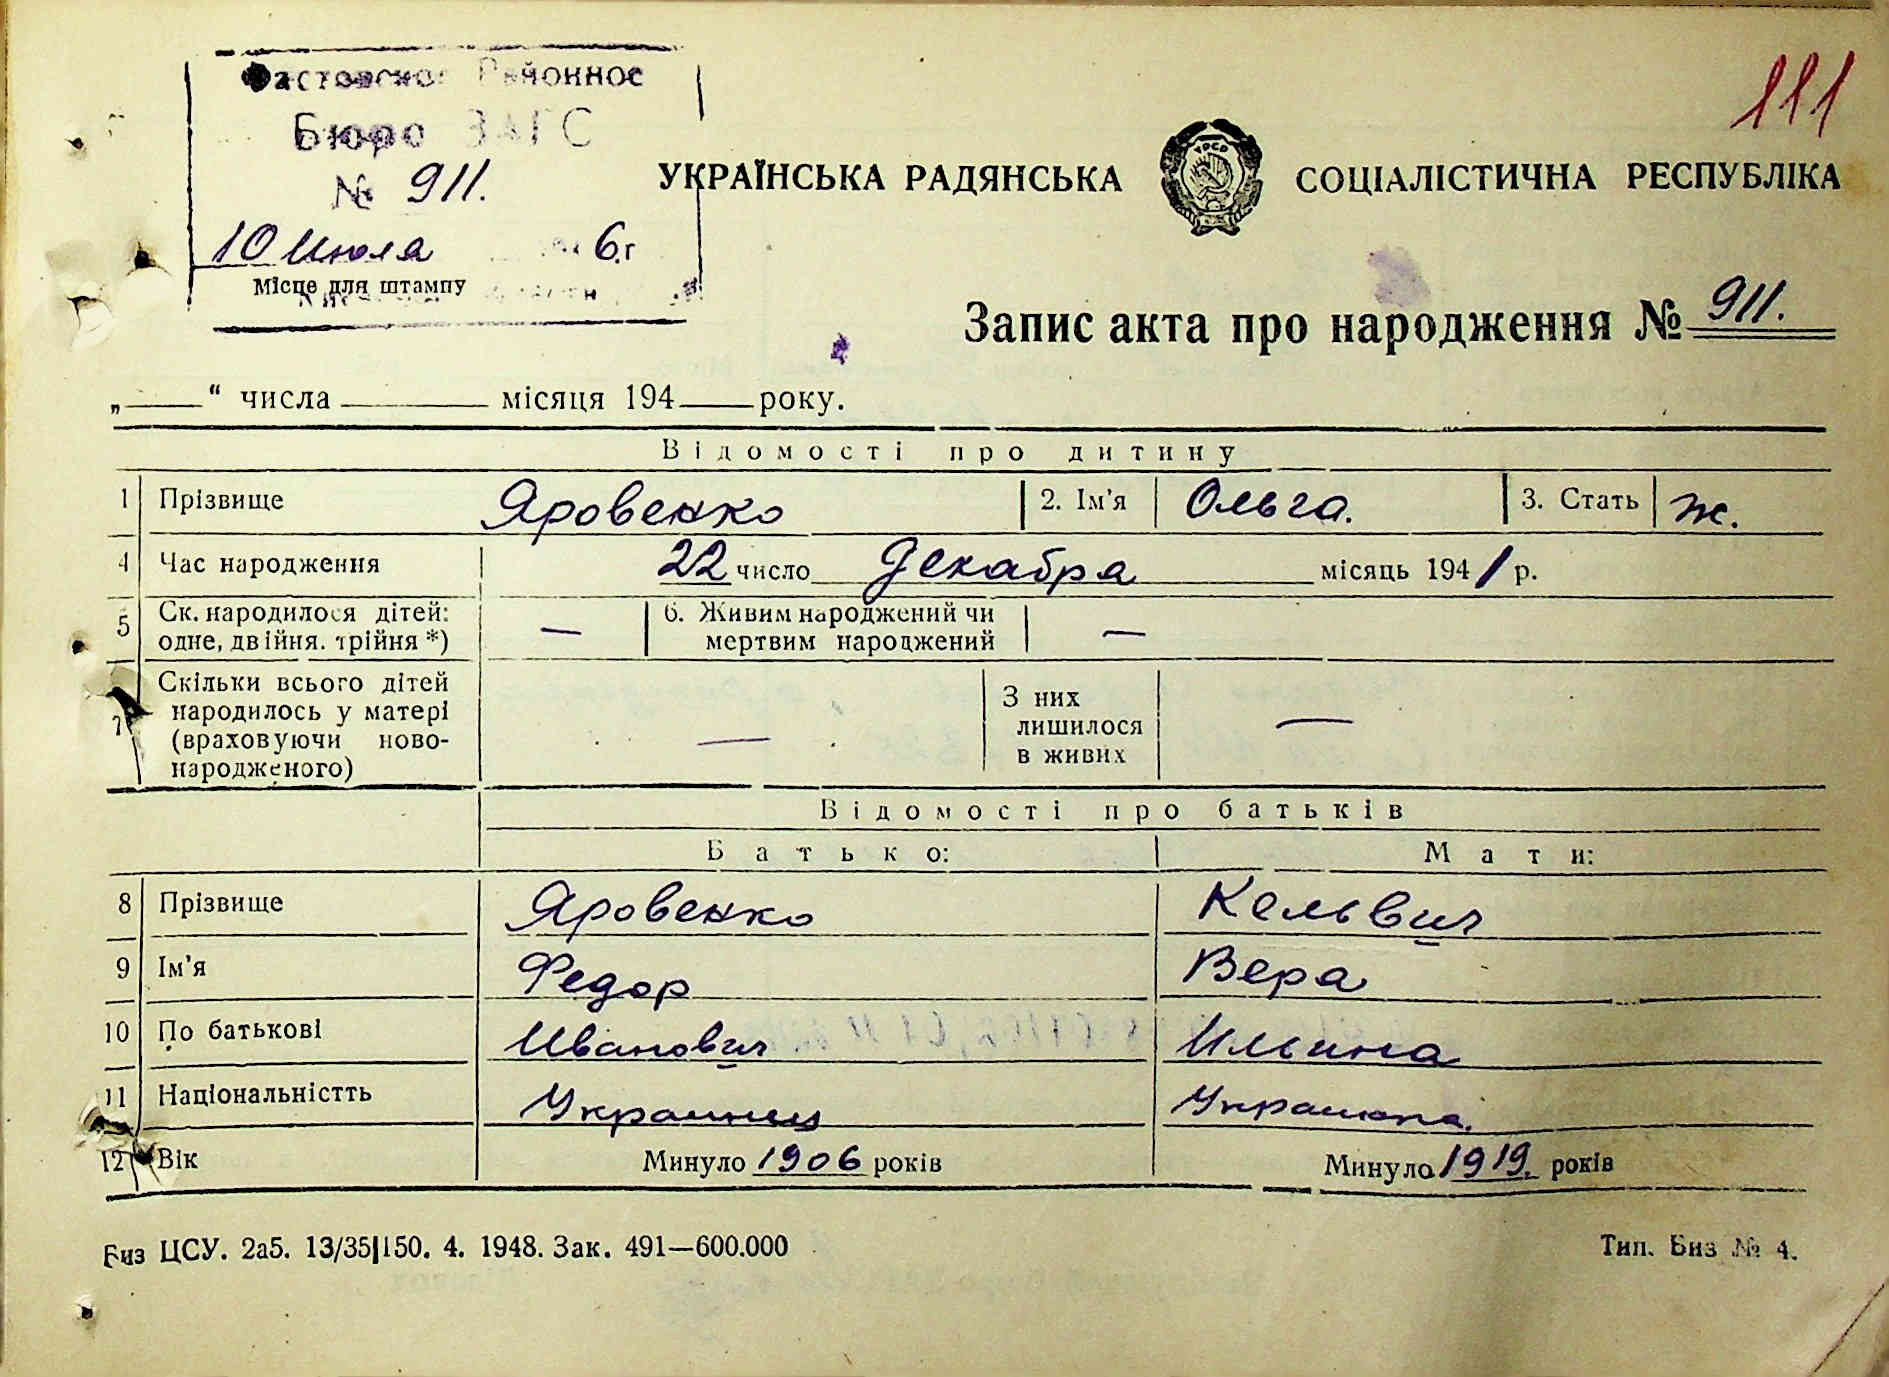 Фастовское Районное
Бюро ЗАГС
№ 911.
10 Июля 6г
Місце для штампу
111
УКРАЇНСЬКА РАДЯНСЬКА СОЦІАЛІСТИЧНА РЕСПУБЛІКА
УРСР
Запис акта про народження № 911.
„ “ числа місяця 194 року.
Відомості про дитину
1 Прізвище Яровенко 2. Ім’я Ольга. 3. Стать ж.
4 Час народження 22 число декабря місяць 1941 р.
5 Ск. народилося дітей: одне, двійня. трійня *) — 6. Живим народжений чи мертвим народжений —
7 Скільки всього дітей народилось у матері (враховуючи ново-народженого) — З них лишилося в живих —
Відомості про батьків
Батько: Мати:
8 Прізвище Яровенко Кельвич
9 Ім’я Федор Вера
10 По батькові Иванович Ильина
11 Національністть Украинец Украинка.
12 Вік Минуло 1906 років Минуло 1919. років
Биз ЦСУ. 2а5. 13/35|150. 4. 1948. Зак. 491—600.000 Тип. Биз № 4.